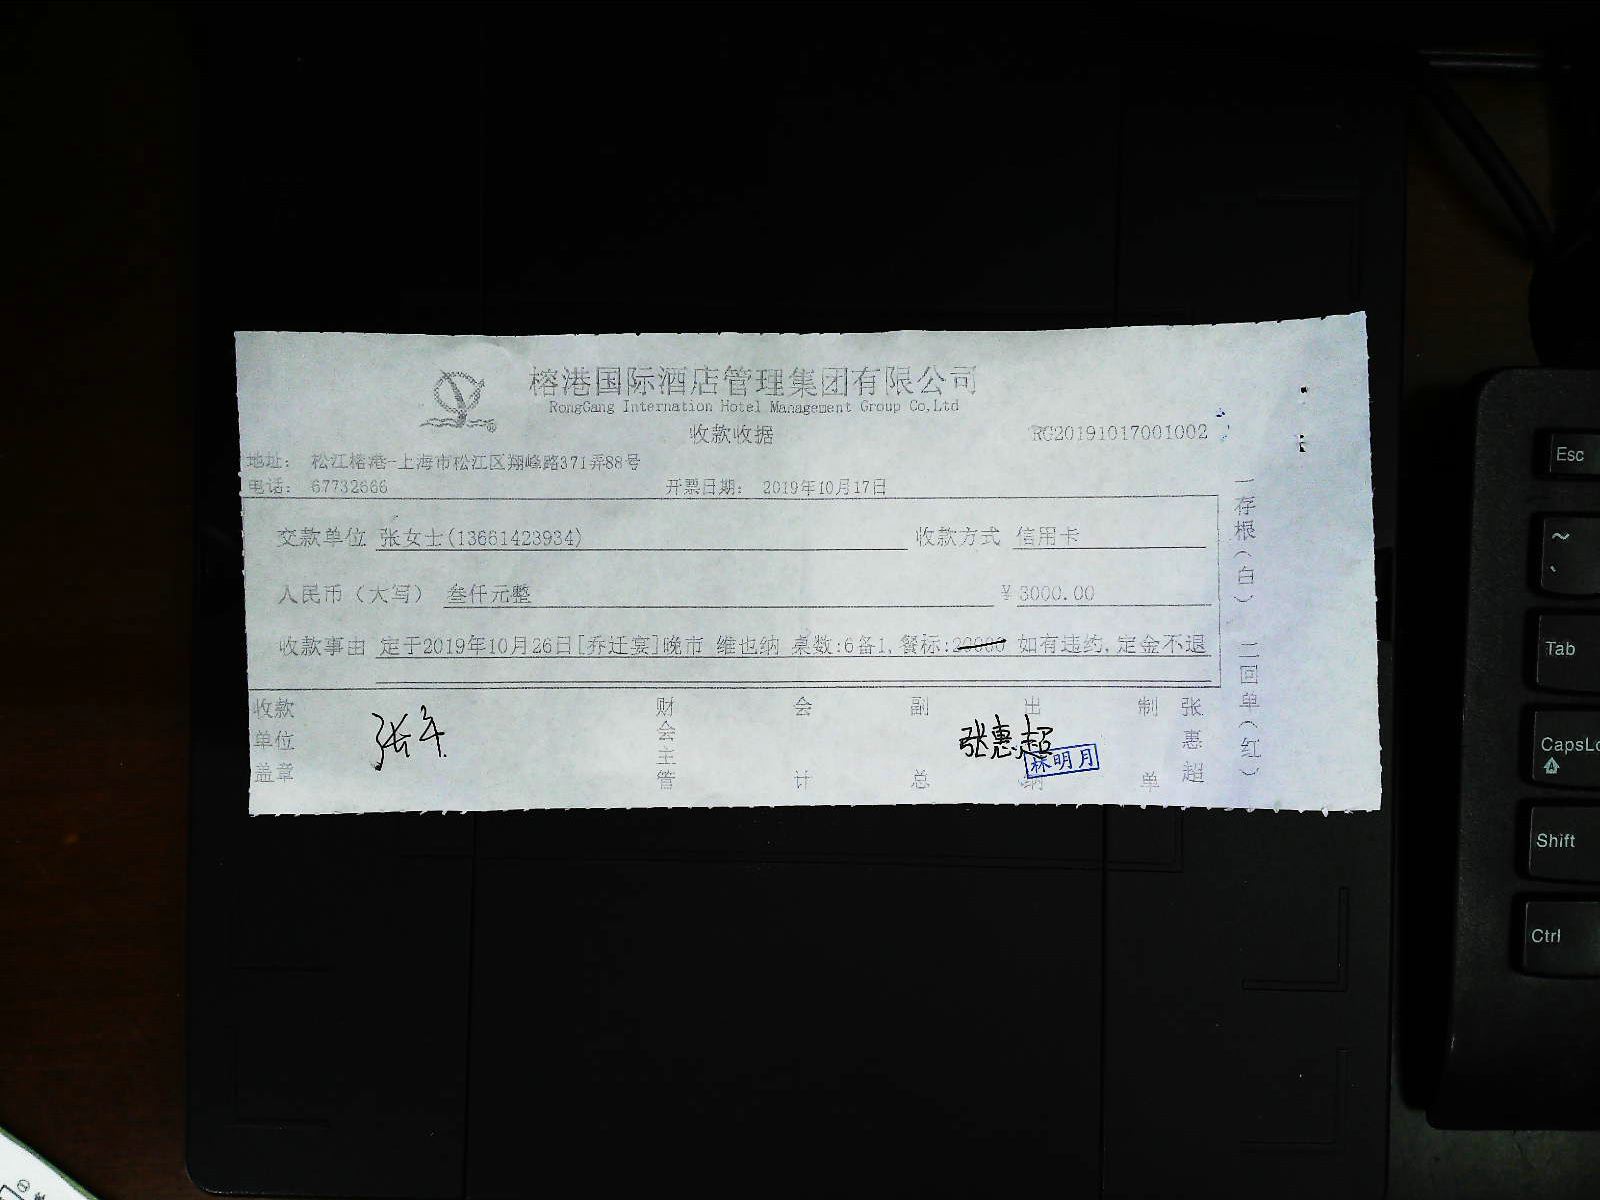 榕港国际酒店管理集团有限公司
RongGang Internation Hotel Management Group Co,Ltd
收款收据
RG20191017001002
地址： 松江榕港-上海市松江区翔峰路371弄88号
电话： 67732666 开票日期： 2019年10月17日
交款单位 张女士(13681423934) 收款方式 信用卡
人民币（大写） 叁仟元整 ￥3000.00
收款事由 定于2019年10月26日[乔迁宴]晚市 维也纳 桌数:6备1,餐标: 如有违约,定金不退
收款单位盖章
财会主管
会计
副总
出纳
张惠超
林明月
制单
张惠超
一存根(白) 二回单(红)
Esc
~
Tab
CapsLo
Shift
Ctrl